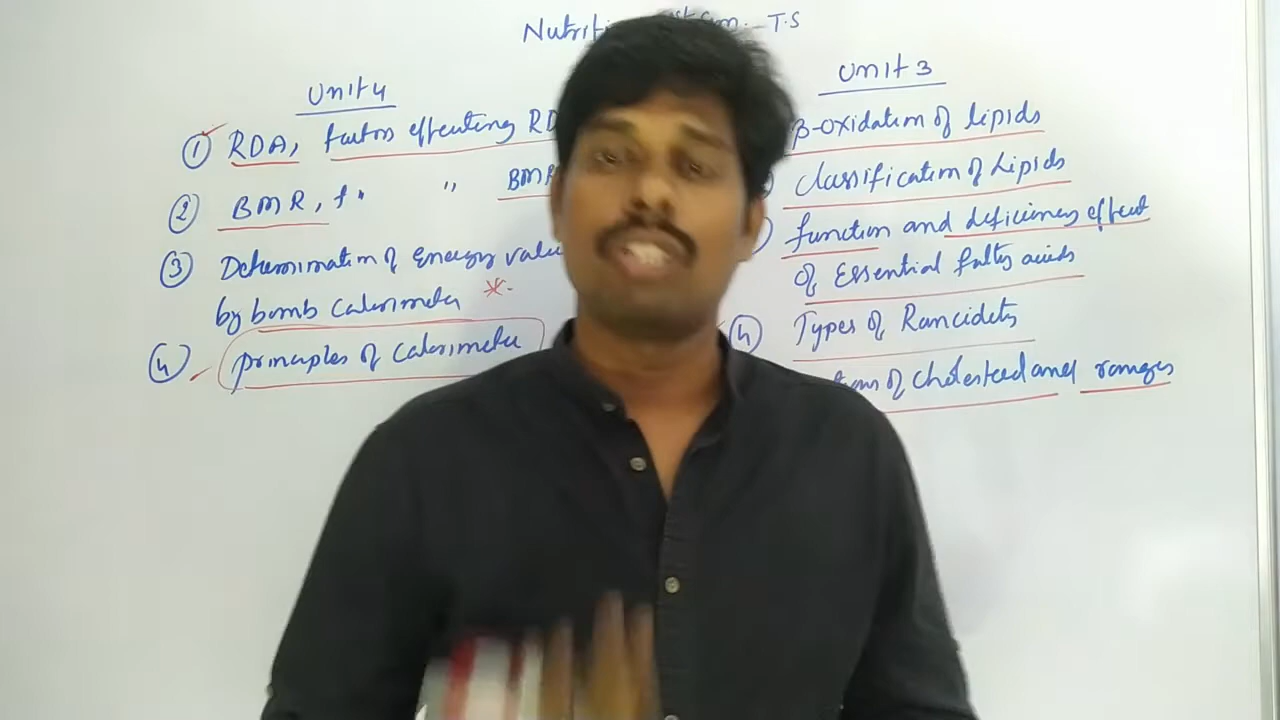 Nutriti T.S
Unit 4
① RDA, factors effecting RD
② BMR, f. " BMR
③ Determination of Energy value
by bomb Calorimeter *
④ principles of Calorimeter
Unit 3
β-Oxidation of lipids
Classification of Lipids
function and deficiency effect
of Essential fatty acids
④ Types of Rancidity
of Cholesterol and ranges